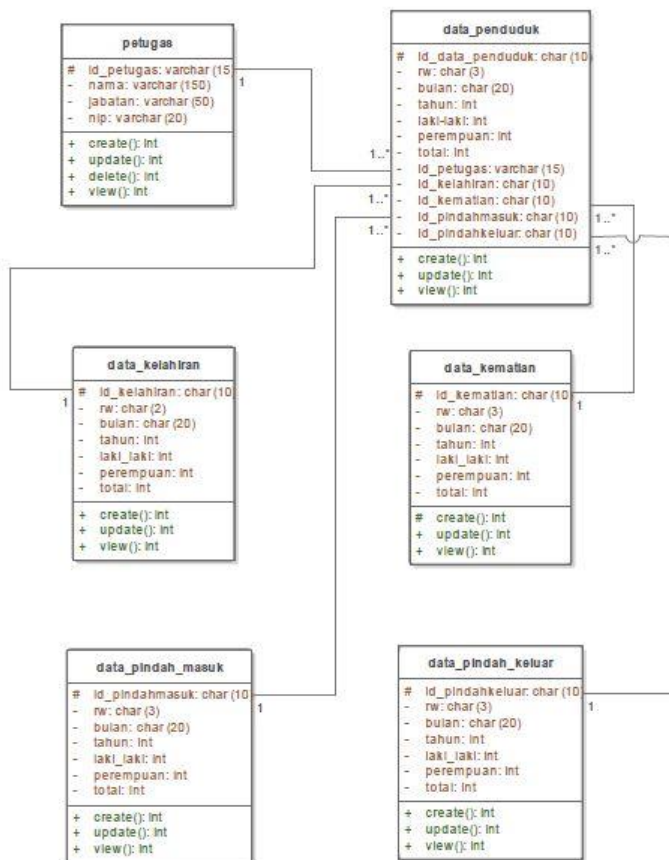 petugas
# id_petugas: varchar (15
- nama: varchar (150)
- jabatan: varchar (50)
- nip: varchar (20)
+ create(): int
+ update(): int
+ delete(): int
+ view(): int
1
data_penduduk
# id_data_penduduk: char (10
- rw: char (3)
- bulan: char (20)
- tahun: int
- laki-laki: int
- perempuan: int
- total: int
- id_petugas: varchar (15)
- id_kelahiran: char (10)
- id_kematian: char (10)
- id_pindahmasuk: char (10)
- id_pindahkeluar: char (10)
+ create(): int
+ update(): int
+ view(): int
1..*
1..*
1..*
1..*
1..*
data_kelahiran
# id_kelahiran: char (10
- rw: char (2)
- bulan: char (20)
- tahun: int
- laki_laki: int
- perempuan: int
- total: int
+ create(): int
+ update(): int
+ view(): int
1
data_kematian
# id_kematian: char (10
- rw: char (3)
- bulan: char (20)
- tahun: int
- laki_laki: int
- perempuan: int
- total: int
# create(): int
+ update(): int
+ view(): int
1
data_pindah_masuk
# id_pindahmasuk: char (10
- rw: char (3)
- bulan: char (20)
- tahun: int
- laki_laki: int
- perempuan: int
- total: int
+ create(): int
+ update(): int
+ view(): int
1
data_pindah_keluar
# id_pindahkeluar: char (10
- rw: char (3)
- bulan: char (20)
- tahun: int
- laki_laki: int
- perempuan: int
- total: int
+ create(): int
+ update(): int
+ view(): int
1